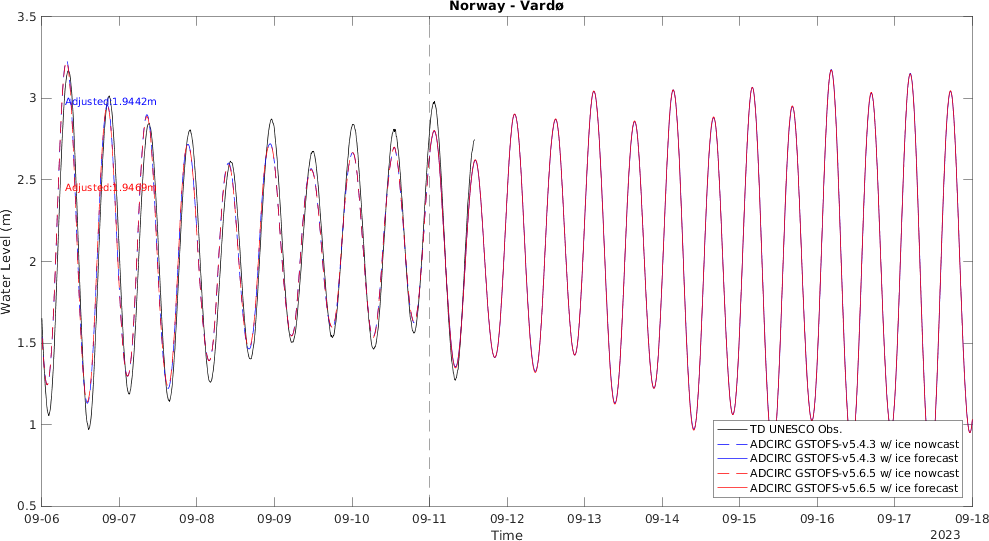 Norway - Vardø
3.5
3
2.5
2
1.5
1
0.5
Water Level (m)
Adjusted:1.9442m
Adjusted:1.9469m
TD UNESCO Obs.
ADCIRC GSTOFS-v5.4.3 w/ ice nowcast
ADCIRC GSTOFS-v5.4.3 w/ ice forecast
ADCIRC GSTOFS-v5.6.5 w/ ice nowcast
ADCIRC GSTOFS-v5.6.5 w/ ice forecast
09-06 09-07 09-08 09-09 09-10 09-11 09-12 09-13 09-14 09-15 09-16 09-17 09-18
Time
2023